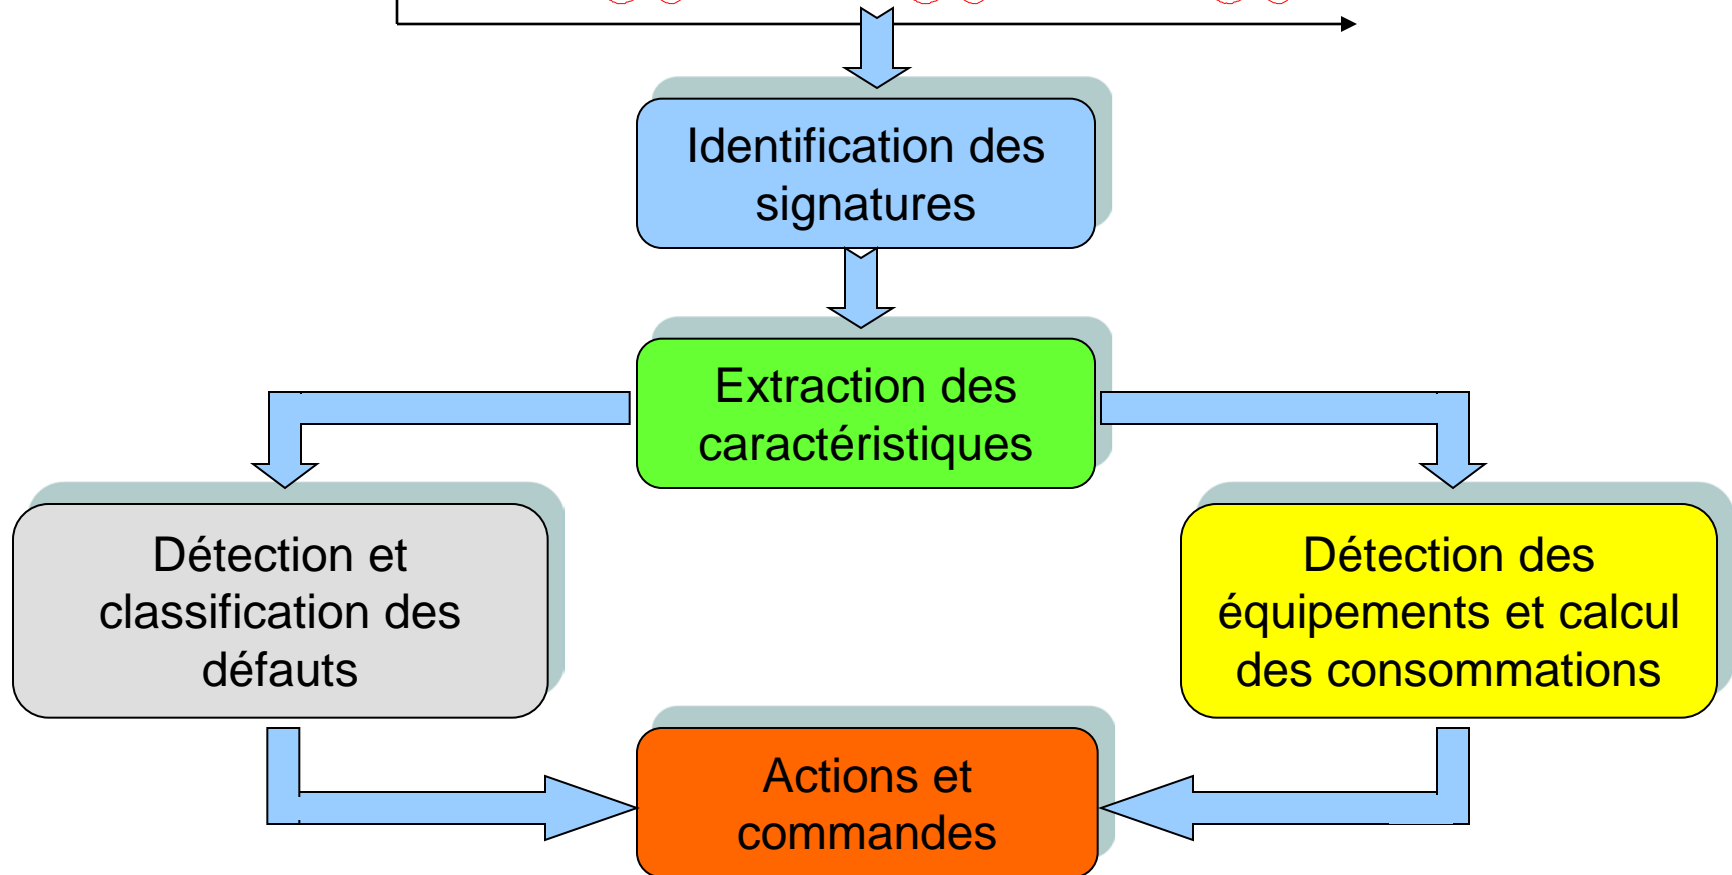 Identification des
signatures
Extraction des
caractéristiques
Détection et
classification des
défauts
Détection des
équipements et calcul
des consommations
Actions et
commandes